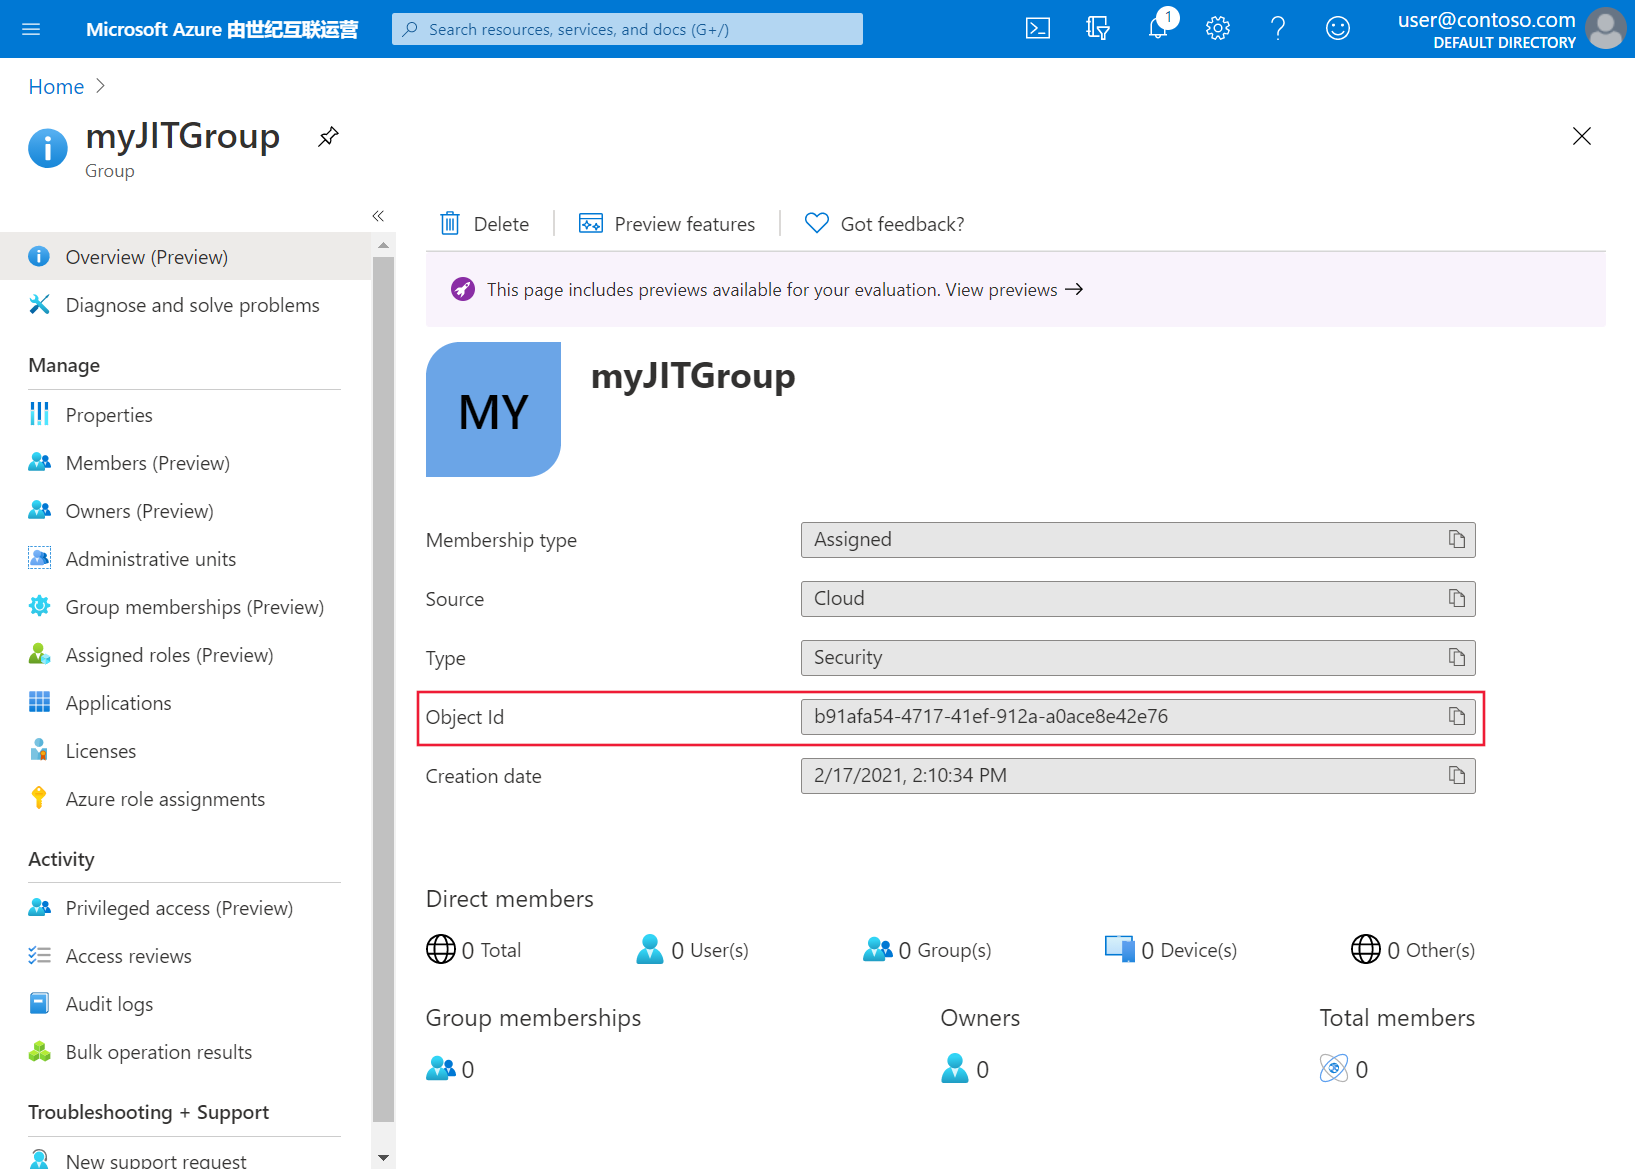 Microsoft Azure 由世纪互联运营
Search resources, services, and docs (G+/)
1
user@contoso.com
DEFAULT DIRECTORY
Home
myJITGroup
Group
Overview (Preview)
Diagnose and solve problems
Manage
Properties
Members (Preview)
Owners (Preview)
Administrative units
Group memberships (Preview)
Assigned roles (Preview)
Applications
Licenses
Azure role assignments
Activity
Privileged access (Preview)
Access reviews
Audit logs
Bulk operation results
Troubleshooting + Support
New support request
Delete
Preview features
Got feedback?
This page includes previews available for your evaluation. View previews →
MY
myJITGroup
Membership type
Assigned
Source
Cloud
Type
Security
Object Id
b91afa54-4717-41ef-912a-a0ace8e42e76
Creation date
2/17/2021, 2:10:34 PM
Direct members
0 Total
0 User(s)
0 Group(s)
0 Device(s)
0 Other(s)
Group memberships
0
Owners
0
Total members
0